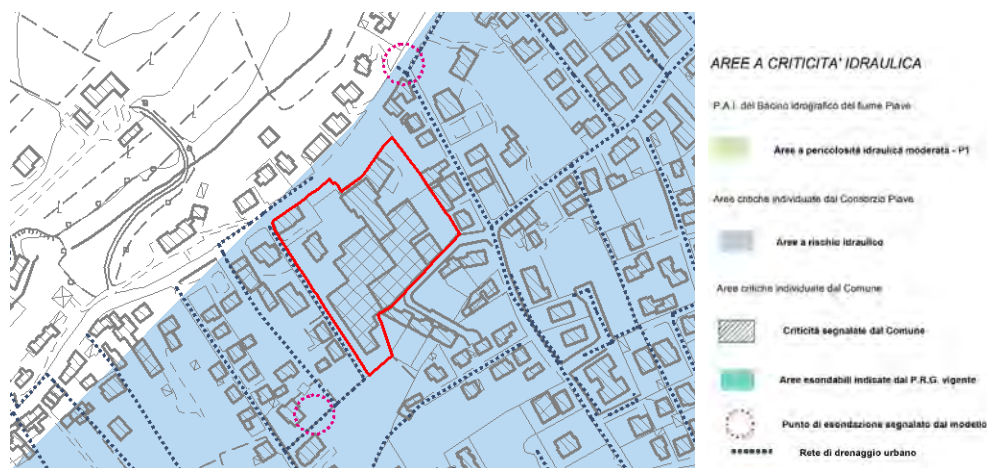 AREE A CRITICITA' IDRAULICA
P.A.I. del Bacino idrografico del fiume Piave
Aree a pericolosità idraulica moderata - P1
Aree critiche individuate dal Consorzio Piave
Aree a rischio idraulico
Aree critiche individuate dal Comune
Criticità segnalate dal Comune
Aree esondabili indicate dal P.R.G. vigente
Punto di esondazione segnalato dal modello
Rete di drenaggio urbano